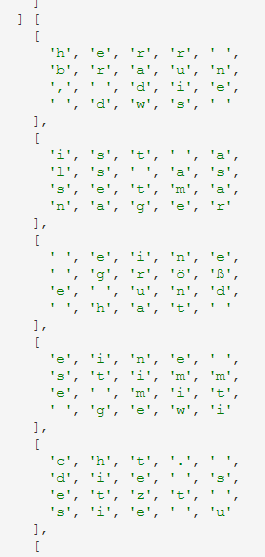 ]
] [
[
'h', 'e', 'r', 'r', ' ',
'b', 'r', 'a', 'u', 'n',
',', ' ', 'd', 'i', 'e',
' ', 'd', 'w', 's', ' '
],
[
'i', 's', 't', ' ', 'a',
'l', 's', ' ', 'a', 's',
's', 'e', 't', 'm', 'a',
'n', 'a', 'g', 'e', 'r'
],
[
' ', 'e', 'i', 'n', 'e',
' ', 'g', 'r', 'ö', 'ß',
'e', ' ', 'u', 'n', 'd',
' ', 'h', 'a', 't', ' '
],
[
'e', 'i', 'n', 'e', ' ',
's', 't', 'i', 'm', 'm',
'e', ' ', 'm', 'i', 't',
' ', 'g', 'e', 'w', 'i'
],
[
'c', 'h', 't', '.', ' ',
'd', 'i', 'e', ' ', 's',
'e', 't', 'z', 't', ' ',
's', 'i', 'e', ' ', 'u'
],
[